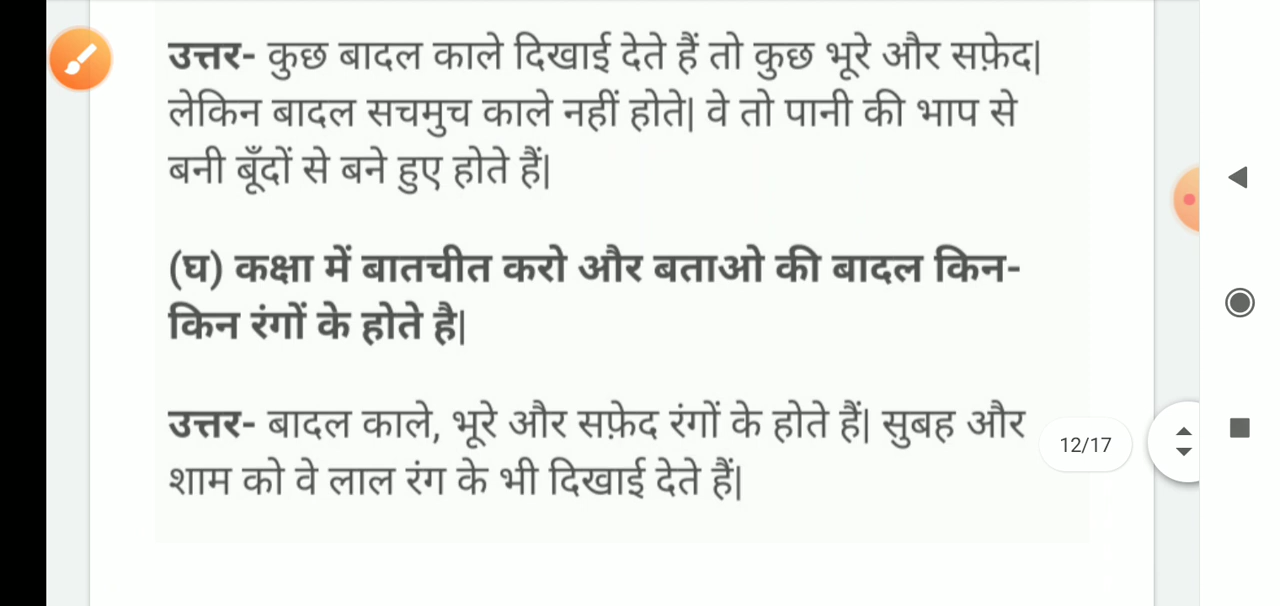 उत्तर- कुछ बादल काले दिखाई देते हैं तो कुछ भूरे और सफ़ेद|
लेकिन बादल सचमुच काले नहीं होते| वे तो पानी की भाप से
बनी बूँदों से बने हुए होते हैं|
(घ) कक्षा में बातचीत करो और बताओ की बादल किन-
किन रंगों के होते है|
उत्तर- बादल काले, भूरे और सफ़ेद रंगों के होते हैं| सुबह और
शाम को वे लाल रंग के भी दिखाई देते हैं|
12/17